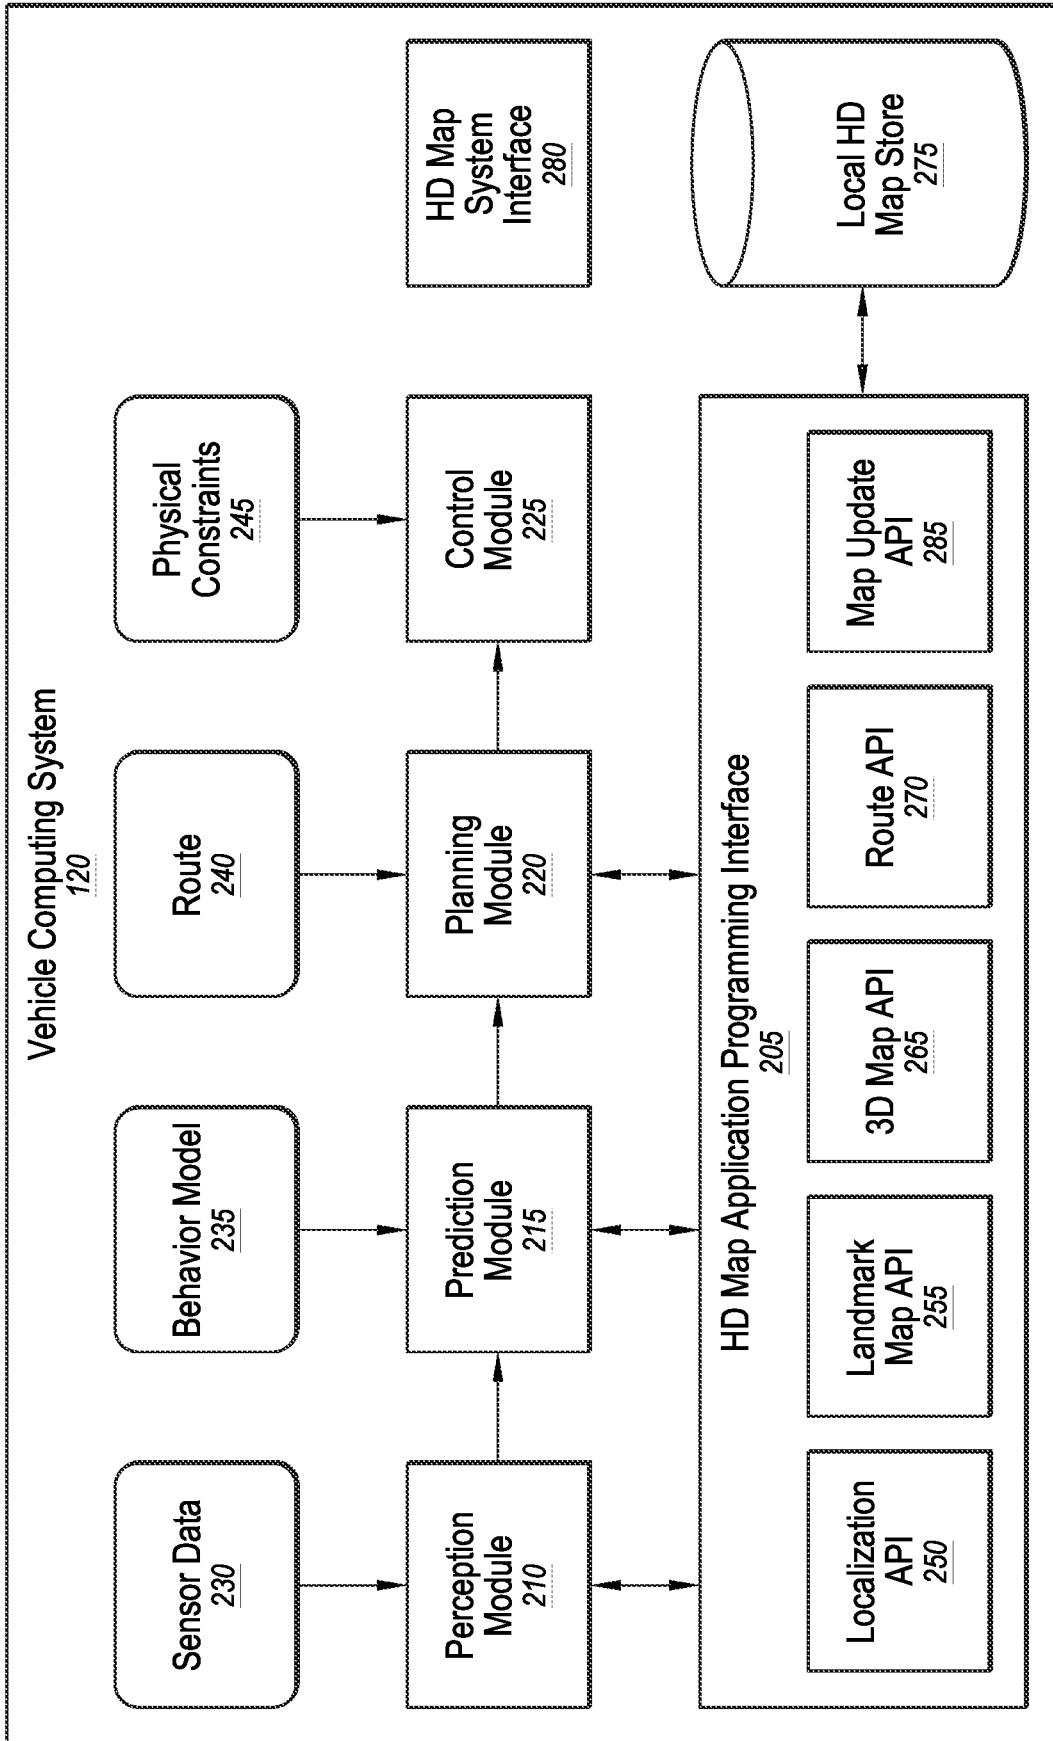 Vehicle Computing System
120
Sensor Data
230
Behavior Model
235
Route
240
Physical
Constraints
245
Perception
Module
210
Prediction
Module
215
Planning
Module
220
Control
Module
225
HD Map
System
Interface
280
HD Map Application Programming Interface
205
Localization
API
250
Landmark
Map API
255
3D Map API
265
Route API
270
Map Update
API
285
Local HD
Map Store
275